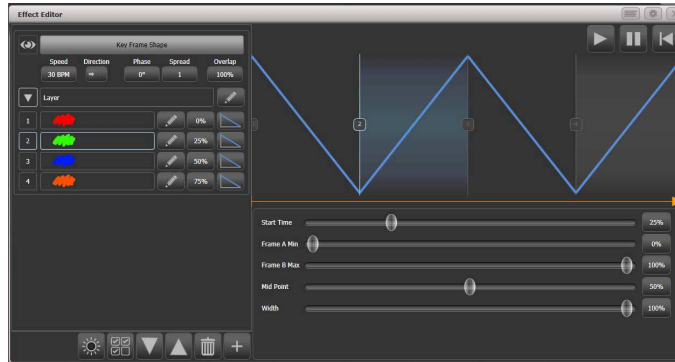 Effect Editor
Key Frame Shape
Speed Direction Phase Spread Overlap
30 BPM 0° 1 100%
Layer
1 0%
2 25%
3 50%
4 75%
2
Start Time 25%
Frame A Min 0%
Frame B Max 100%
Mid Point 50%
Width 100%